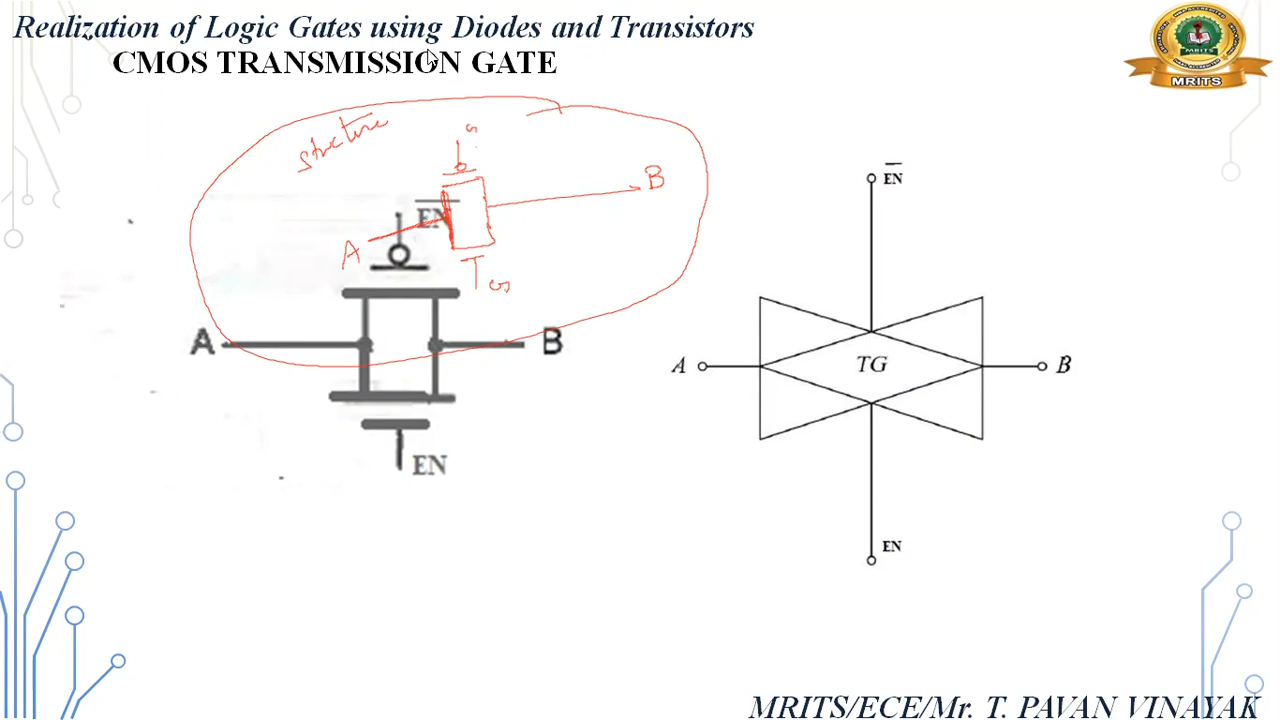 Realization of Logic Gates using Diodes and Transistors
CMOS TRANSMISSION GATE
MRITS
structure
B
A
EN
A
B
EN
EN
A
TG
B
EN
MRITS/ECE/Mr. T. PAVAN VINAYAK